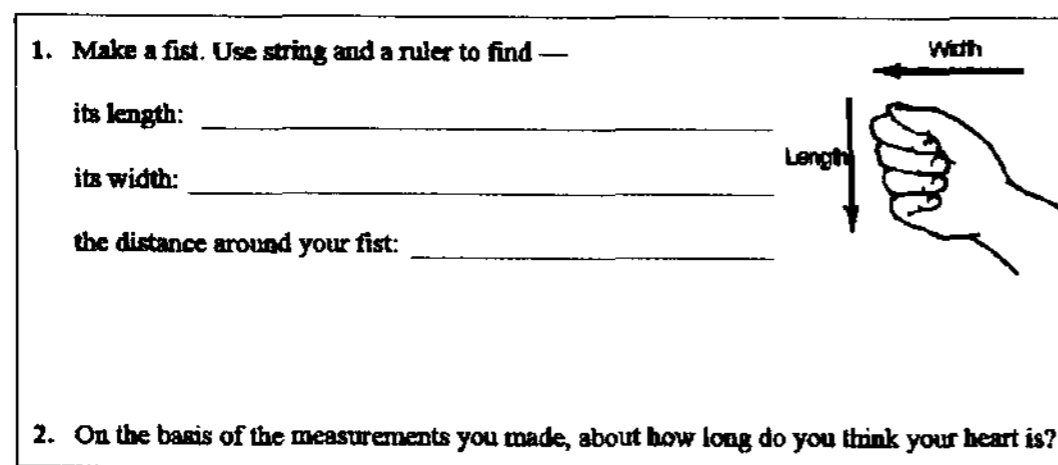 1. Make a fist. Use string and a ruler to find —
Width
its length:
Length
its width:
the distance around your fist:
2. On the basis of the measurements you made, about how long do you think your heart is?